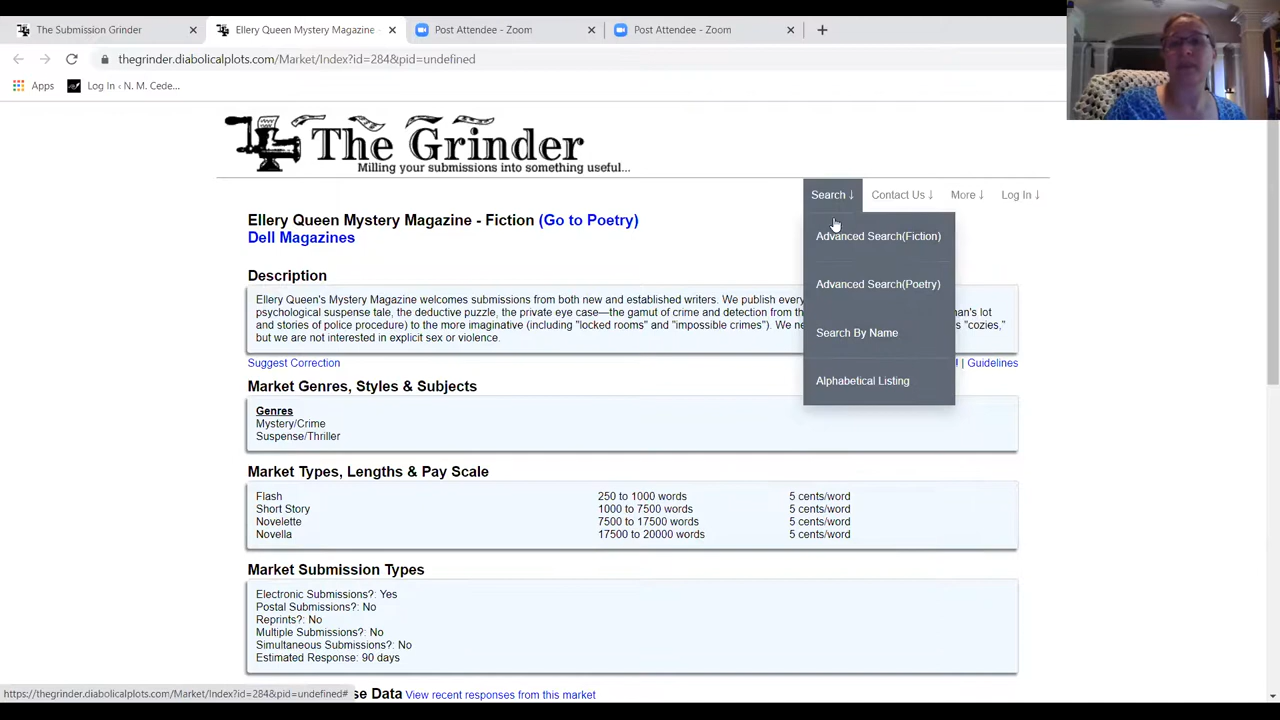 The Submission Grinder
Ellery Queen Mystery Magazine -
Post Attendee - Zoom
Post Attendee - Zoom
thegrinder.diabolicalplots.com/Market/Index?id=284&pid=undefined
Apps
Log In ‹ N. M. Cede...
The Grinder
Milling your submissions into something useful...
Search ↓
Contact Us ↓
More ↓
Log In ↓
Ellery Queen Mystery Magazine - Fiction (Go to Poetry)
Dell Magazines
Advanced Search(Fiction)
Advanced Search(Poetry)
Search By Name
Alphabetical Listing
Description
Ellery Queen's Mystery Magazine welcomes submissions from both new and established writers. We publish every
psychological suspense tale, the deductive puzzle, the private eye case—the gamut of crime and detection from th an's lot
and stories of police procedure) to the more imaginative (including "locked rooms" and "impossible crimes"). We ne s "cozies,"
but we are not interested in explicit sex or violence.
Suggest Correction
| Guidelines
Market Genres, Styles & Subjects
Genres
Mystery/Crime
Suspense/Thriller
Market Types, Lengths & Pay Scale
Flash 250 to 1000 words 5 cents/word
Short Story 1000 to 7500 words 5 cents/word
Novelette 7500 to 17500 words 5 cents/word
Novella 17500 to 20000 words 5 cents/word
Market Submission Types
Electronic Submissions?: Yes
Postal Submissions?: No
Reprints?: No
Multiple Submissions?: No
Simultaneous Submissions?: No
Estimated Response: 90 days
https://thegrinder.diabolicalplots.com/Market/Index?id=284&pid=undefined#
se Data View recent responses from this market